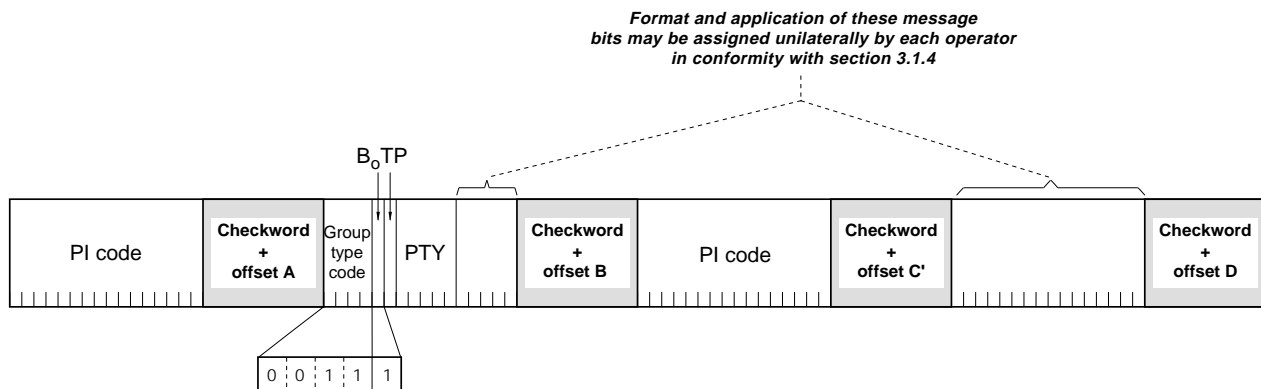 Format and application of these message
bits may be assigned unilaterally by each operator
in conformity with section 3.1.4
BoTP
PI code
Checkword
+
offset A
Group
type
code
PTY
Checkword
+
offset B
PI code
Checkword
+
offset C'
Checkword
+
offset D
0 0 1 1 1